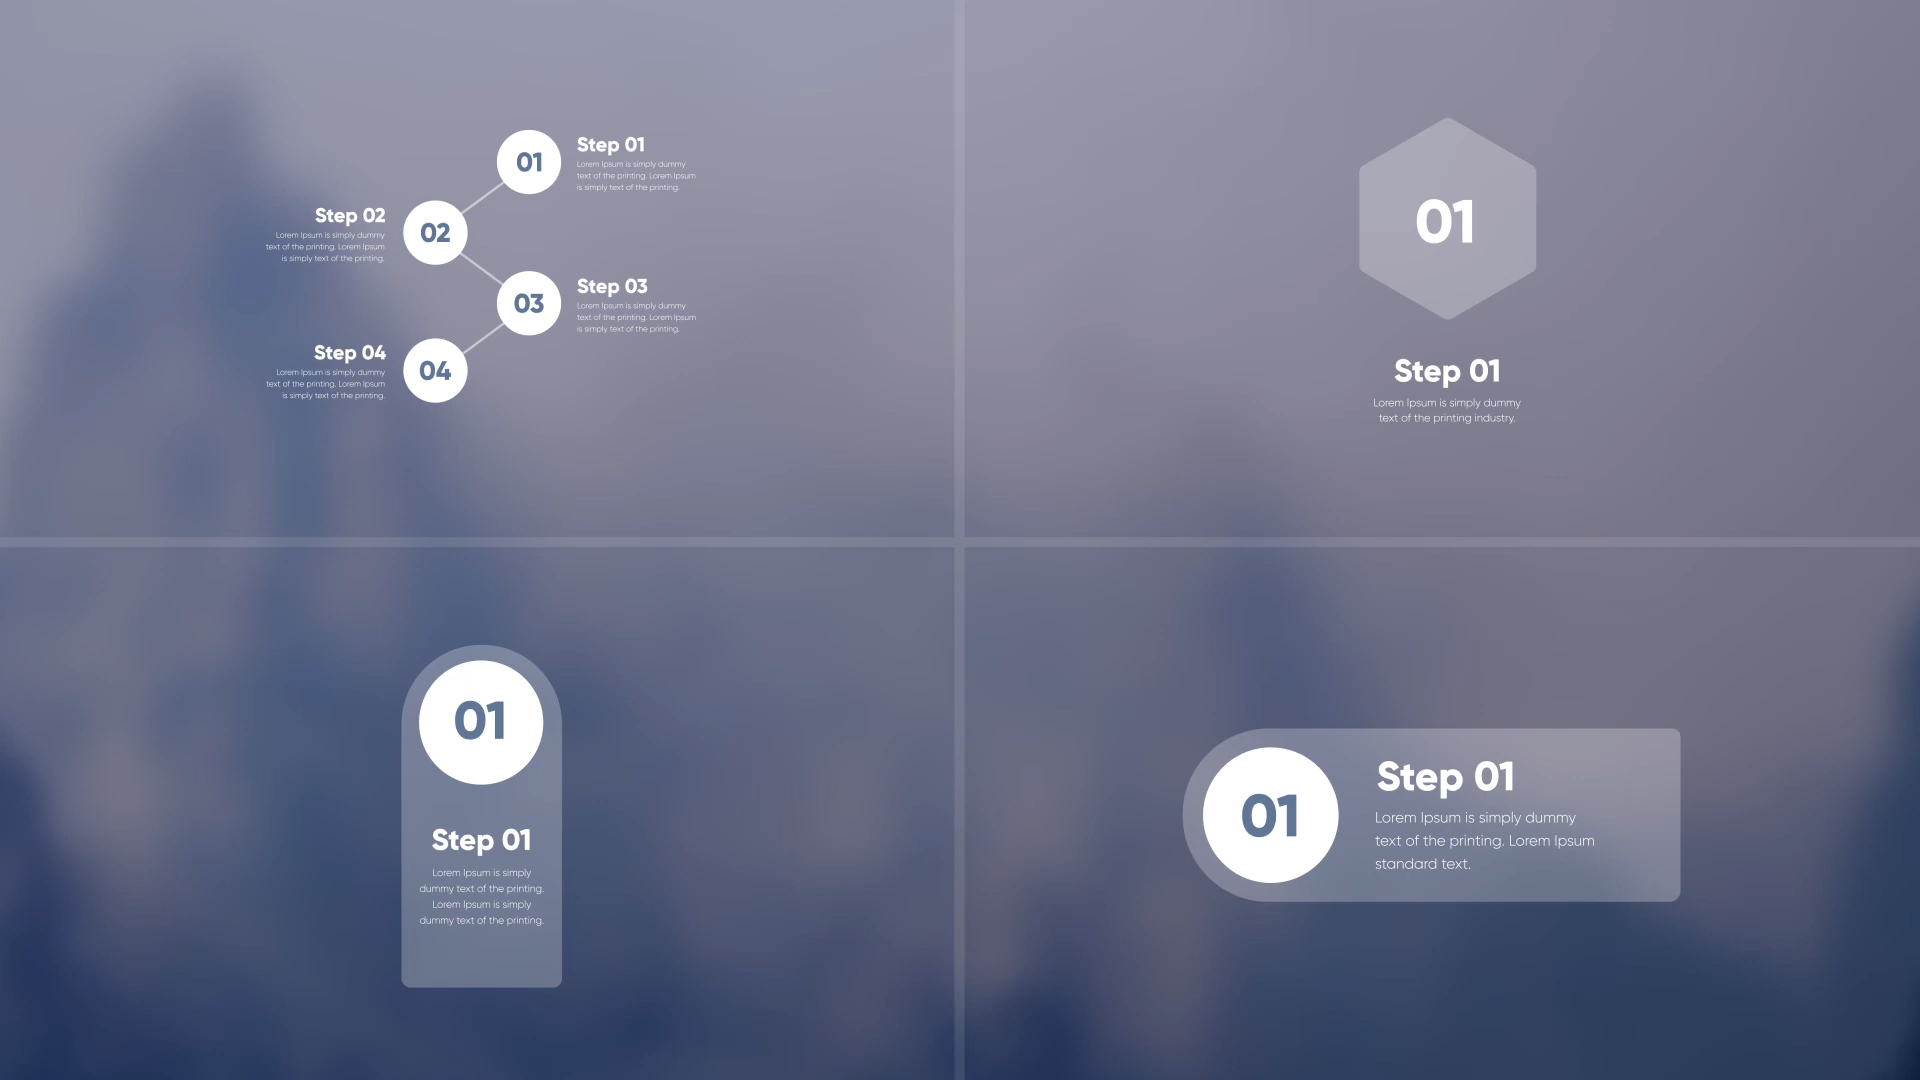 01
Step 01
Lorem Ipsum is simply dummy
text of the printing. Lorem Ipsum
is simply text of the printing.
Step 02
Lorem Ipsum is simply dummy
text of the printing. Lorem Ipsum
is simply text of the printing.
02
03
Step 03
Lorem Ipsum is simply dummy
text of the printing. Lorem Ipsum
is simply text of the printing.
Step 04
Lorem Ipsum is simply dummy
text of the printing. Lorem Ipsum
is simply text of the printing.
04
01
Step 01
Lorem Ipsum is simply dummy
text of the printing industry.
01
Step 01
Lorem Ipsum is simply
dummy text of the printing.
Lorem Ipsum is simply
dummy text of the printing.
01
Step 01
Lorem Ipsum is simply dummy
text of the printing. Lorem Ipsum
standard text.